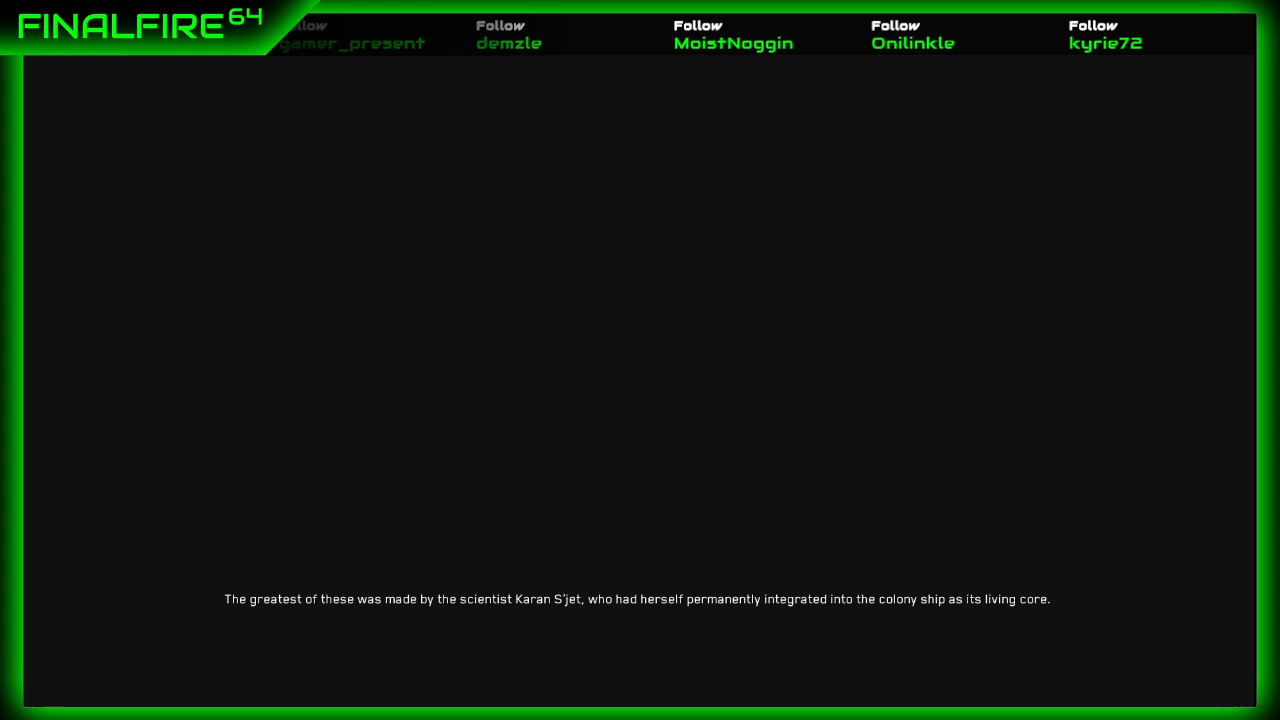 FINALFIRE64
Follow Follow Follow Follow Follow
gamer_present demzle MoistNoggin Onilinkle kyrie72
The greatest of these was made by the scientist Karan S'jet, who had herself permanently integrated into the colony ship as its living core.